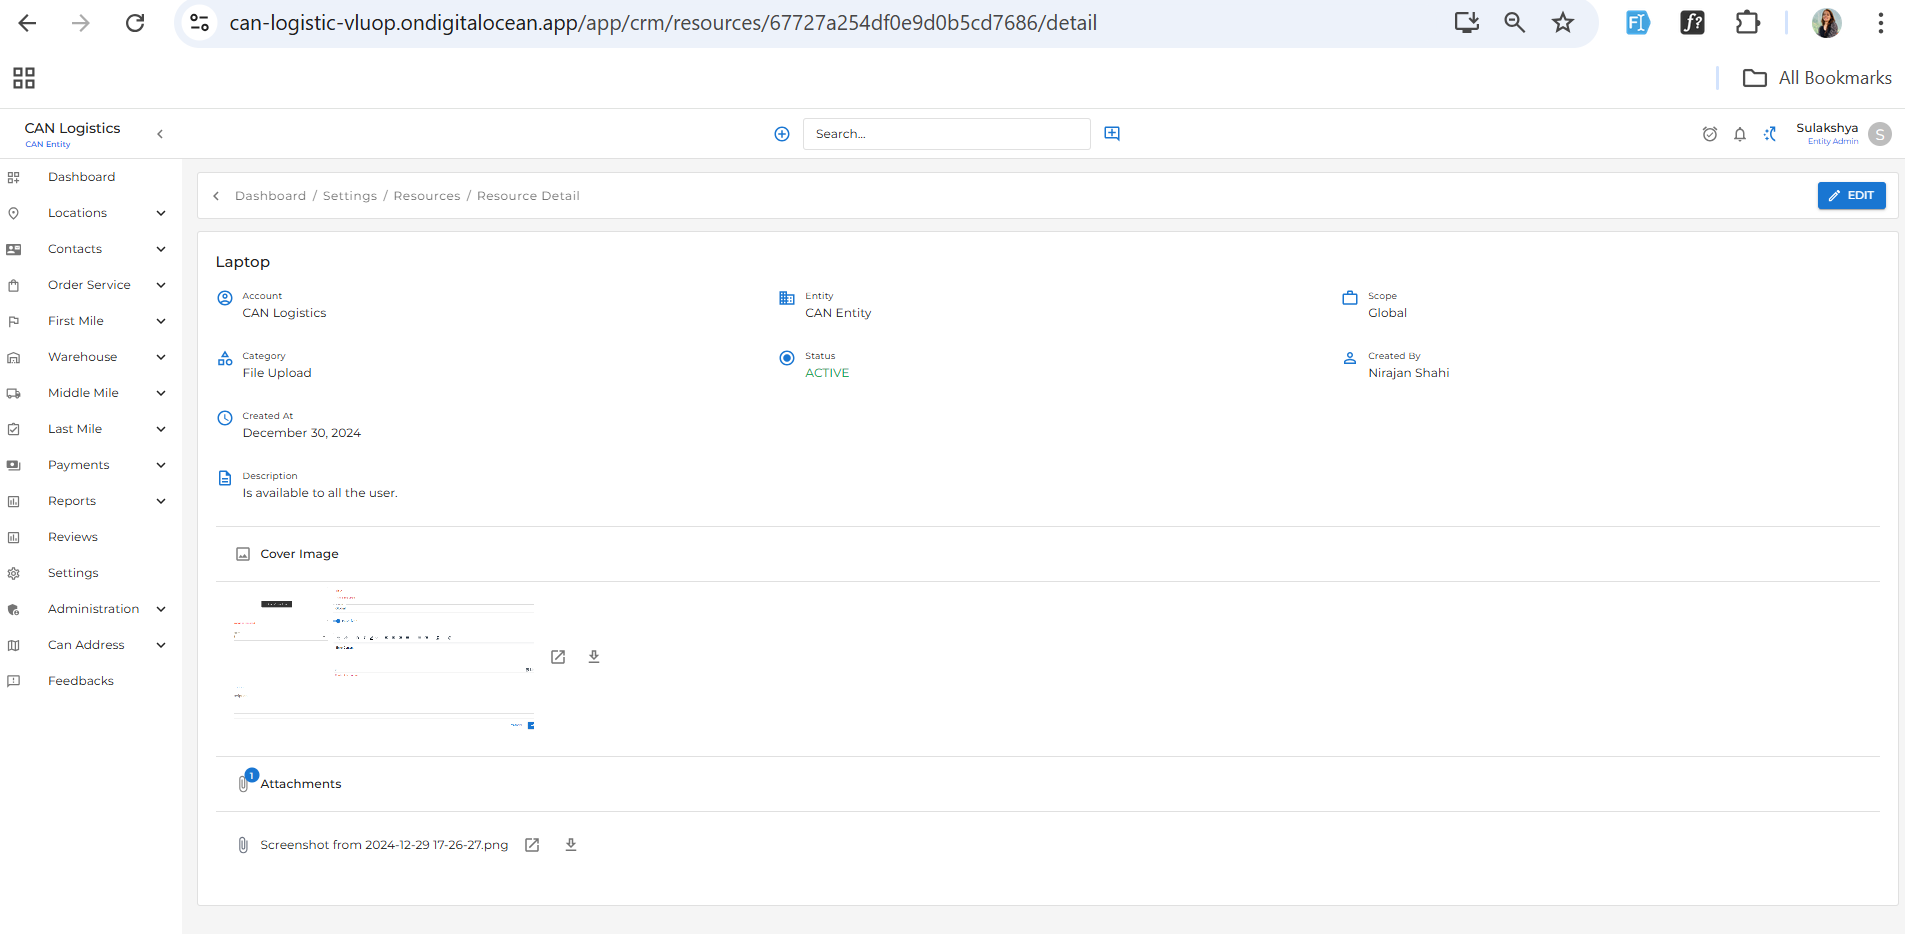 can-logistic-vluop.ondigitalocean.app/app/crm/resources/67727a254df0e9d0b5cd7686/detail
All Bookmarks
CAN Logistics
CAN Entity
Search...
Sulakshya
Entity Admin
S
Dashboard
Locations
Contacts
Order Service
First Mile
Warehouse
Middle Mile
Last Mile
Payments
Reports
Reviews
Settings
Administration
Can Address
Feedbacks
Dashboard / Settings / Resources / Resource Detail
EDIT
Laptop
Account
CAN Logistics
Entity
CAN Entity
Scope
Global
Category
File Upload
Status
ACTIVE
Created By
Nirajan Shahi
Created At
December 30, 2024
Description
Is available to all the user.
Cover Image
1
Attachments
Screenshot from 2024-12-29 17-26-27.png